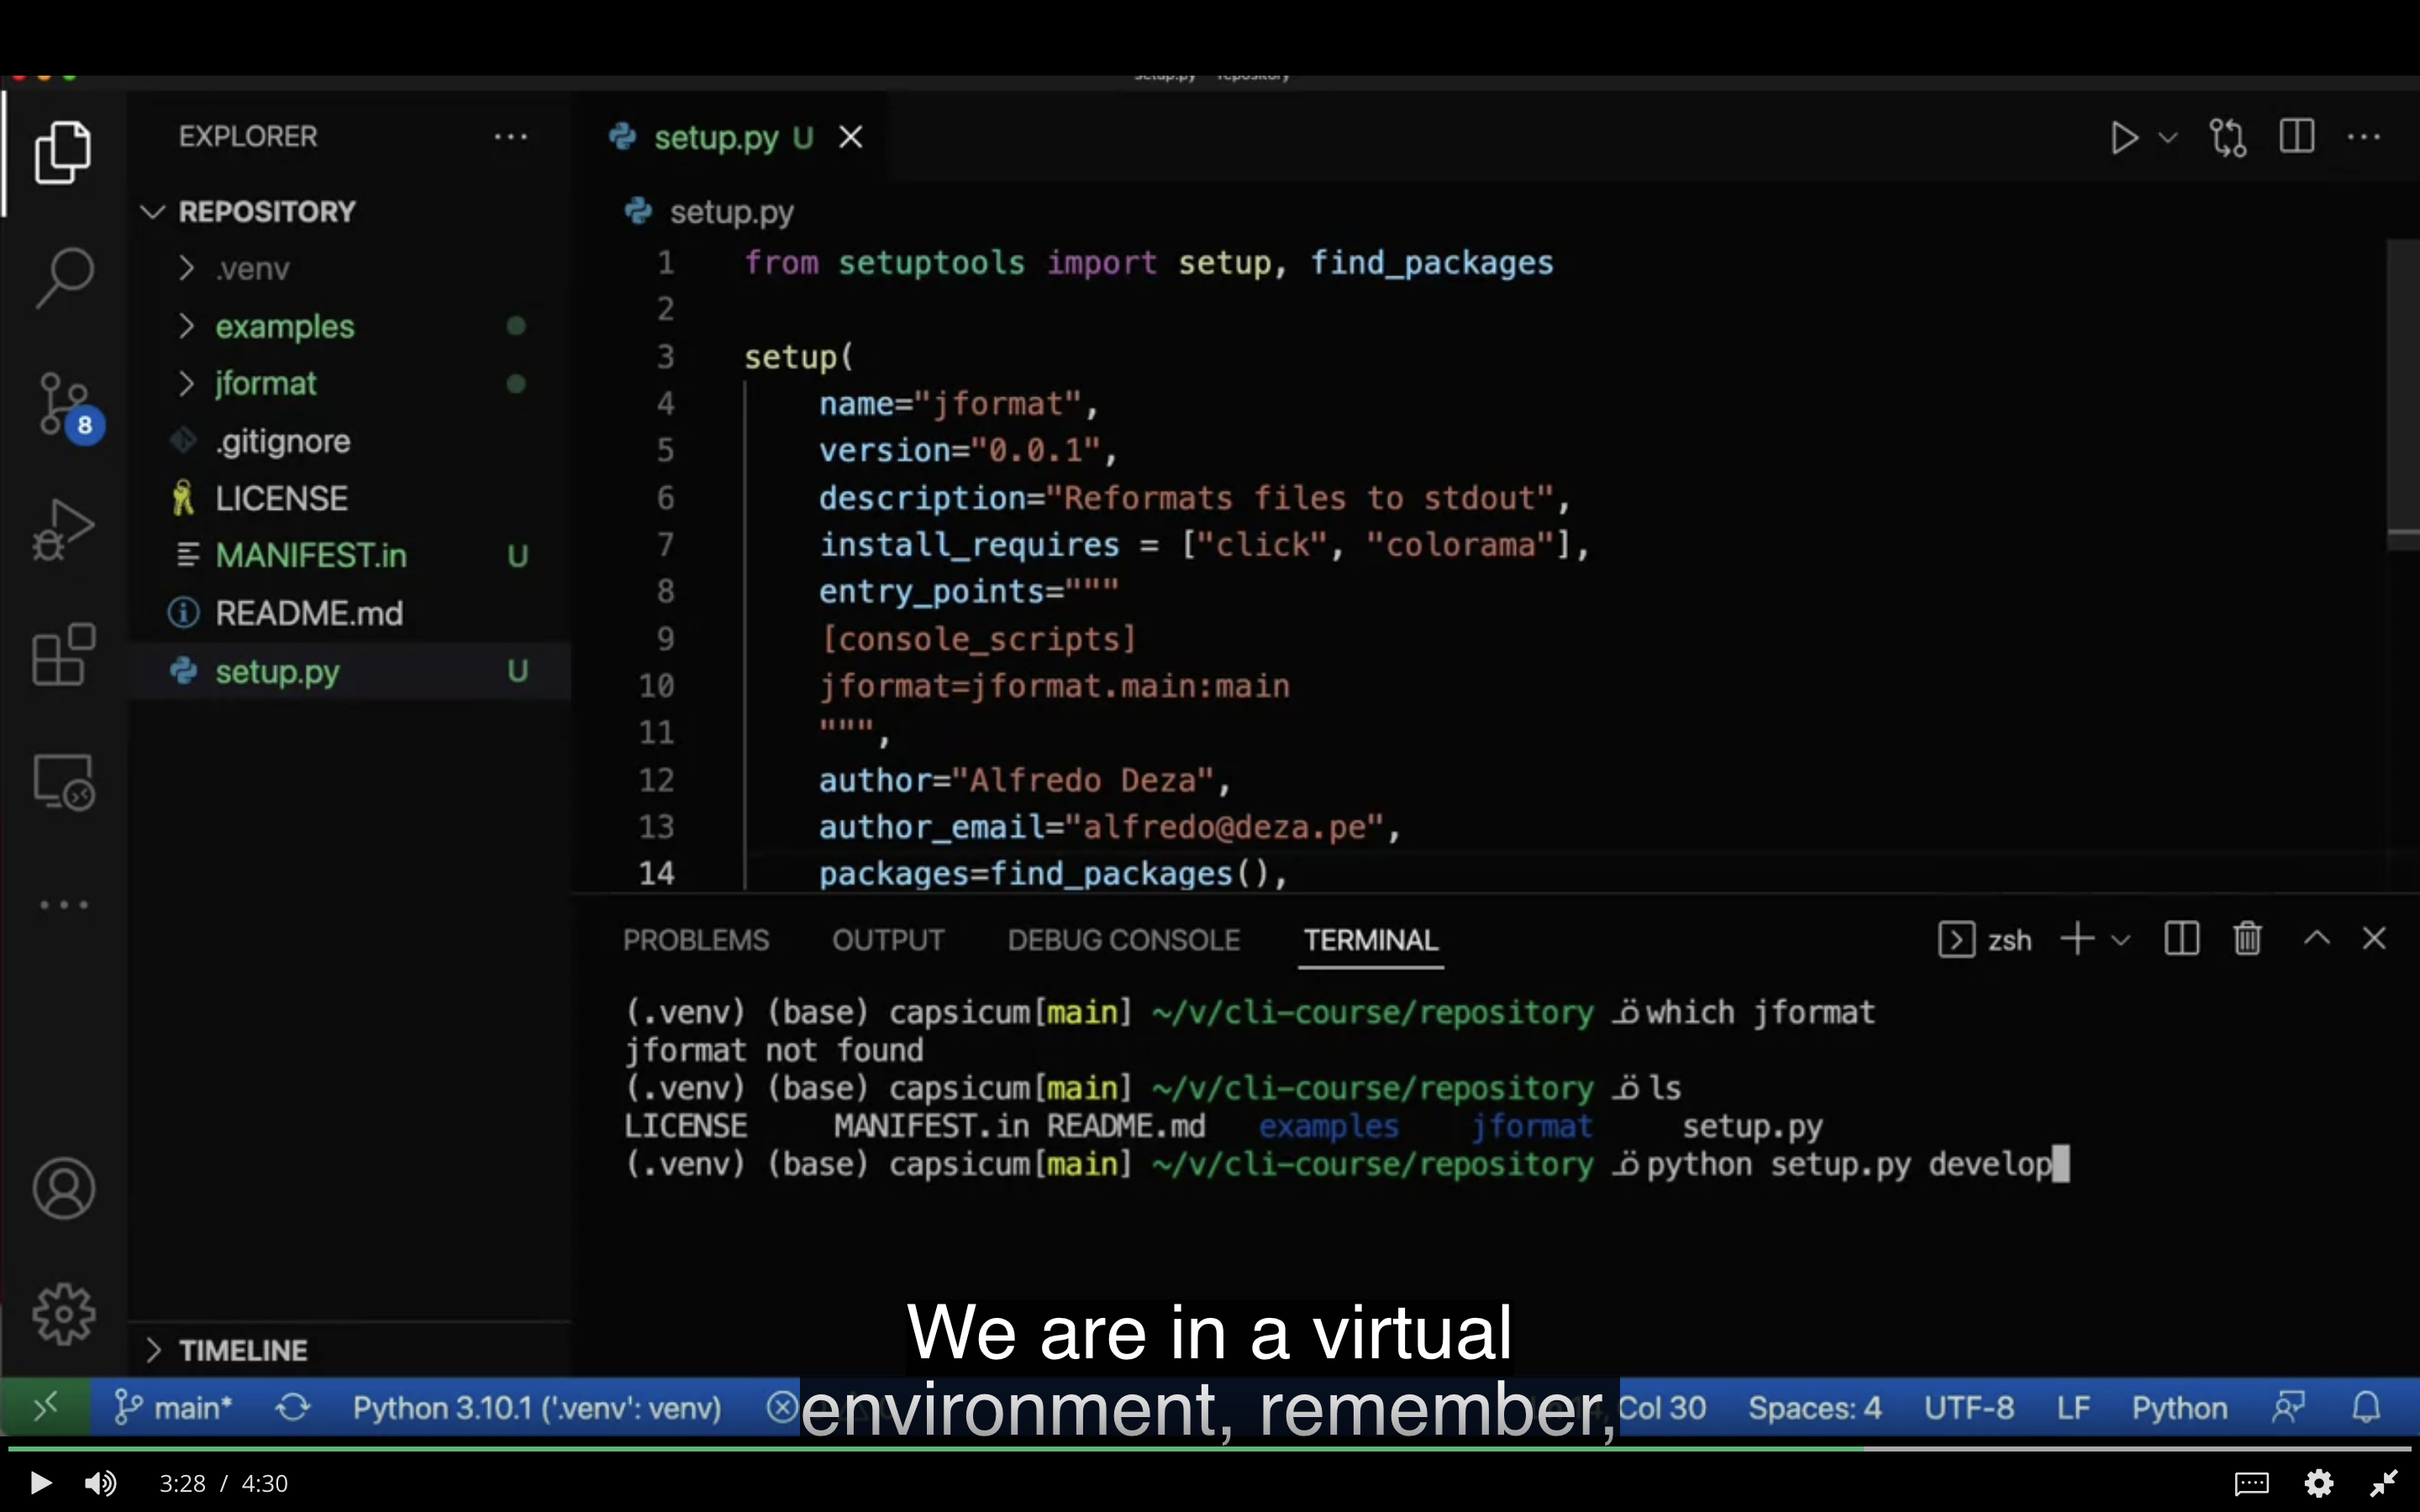 setup.py — repository
EXPLORER
setup.py U
REPOSITORY
setup.py
.venv
examples
jformat
.gitignore
LICENSE
MANIFEST.in U
README.md
setup.py U
8
1 from setuptools import setup, find_packages
2
3 setup(
4 name="jformat",
5 version="0.0.1",
6 description="Reformats files to stdout",
7 install_requires = ["click", "colorama"],
8 entry_points="""
9 [console_scripts]
10 jformat=jformat.main:main
11 """,
12 author="Alfredo Deza",
13 author_email="alfredo@deza.pe",
14 packages=find_packages(),
PROBLEMS OUTPUT DEBUG CONSOLE TERMINAL zsh
(.venv) (base) capsicum[main] ~/v/cli-course/repository which jformat
jformat not found
(.venv) (base) capsicum[main] ~/v/cli-course/repository ls
LICENSE MANIFEST.in README.md examples jformat setup.py
(.venv) (base) capsicum[main] ~/v/cli-course/repository python setup.py develop
TIMELINE
We are in a virtual
environment, remember,
main* Python 3.10.1 ('.venv': venv) Col 30 Spaces: 4 UTF-8 LF Python
3:28 / 4:30